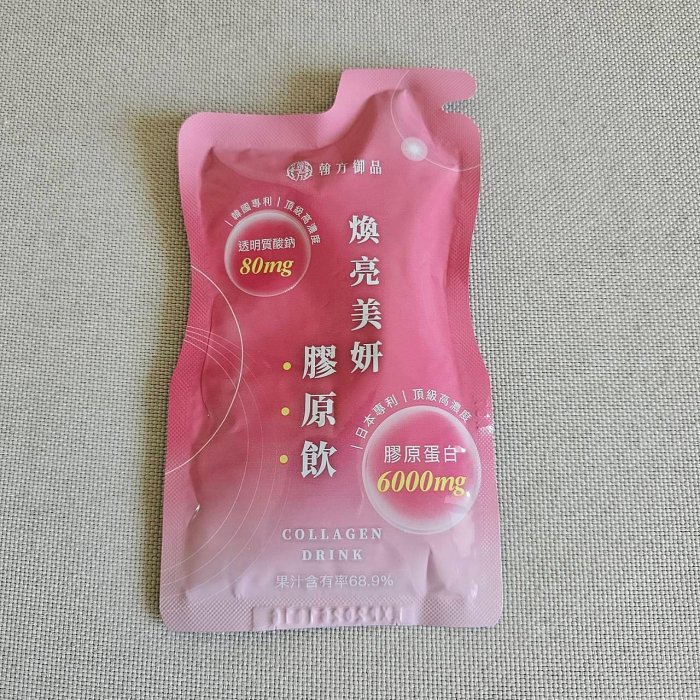 翰方御品
韓國專利|頂級高濃度
透明質酸鈉
80mg
煥亮美妍
膠原飲
日本專利|頂級高濃度
膠原蛋白
6000mg
COLLAGEN
DRINK
果汁含有率68.9%